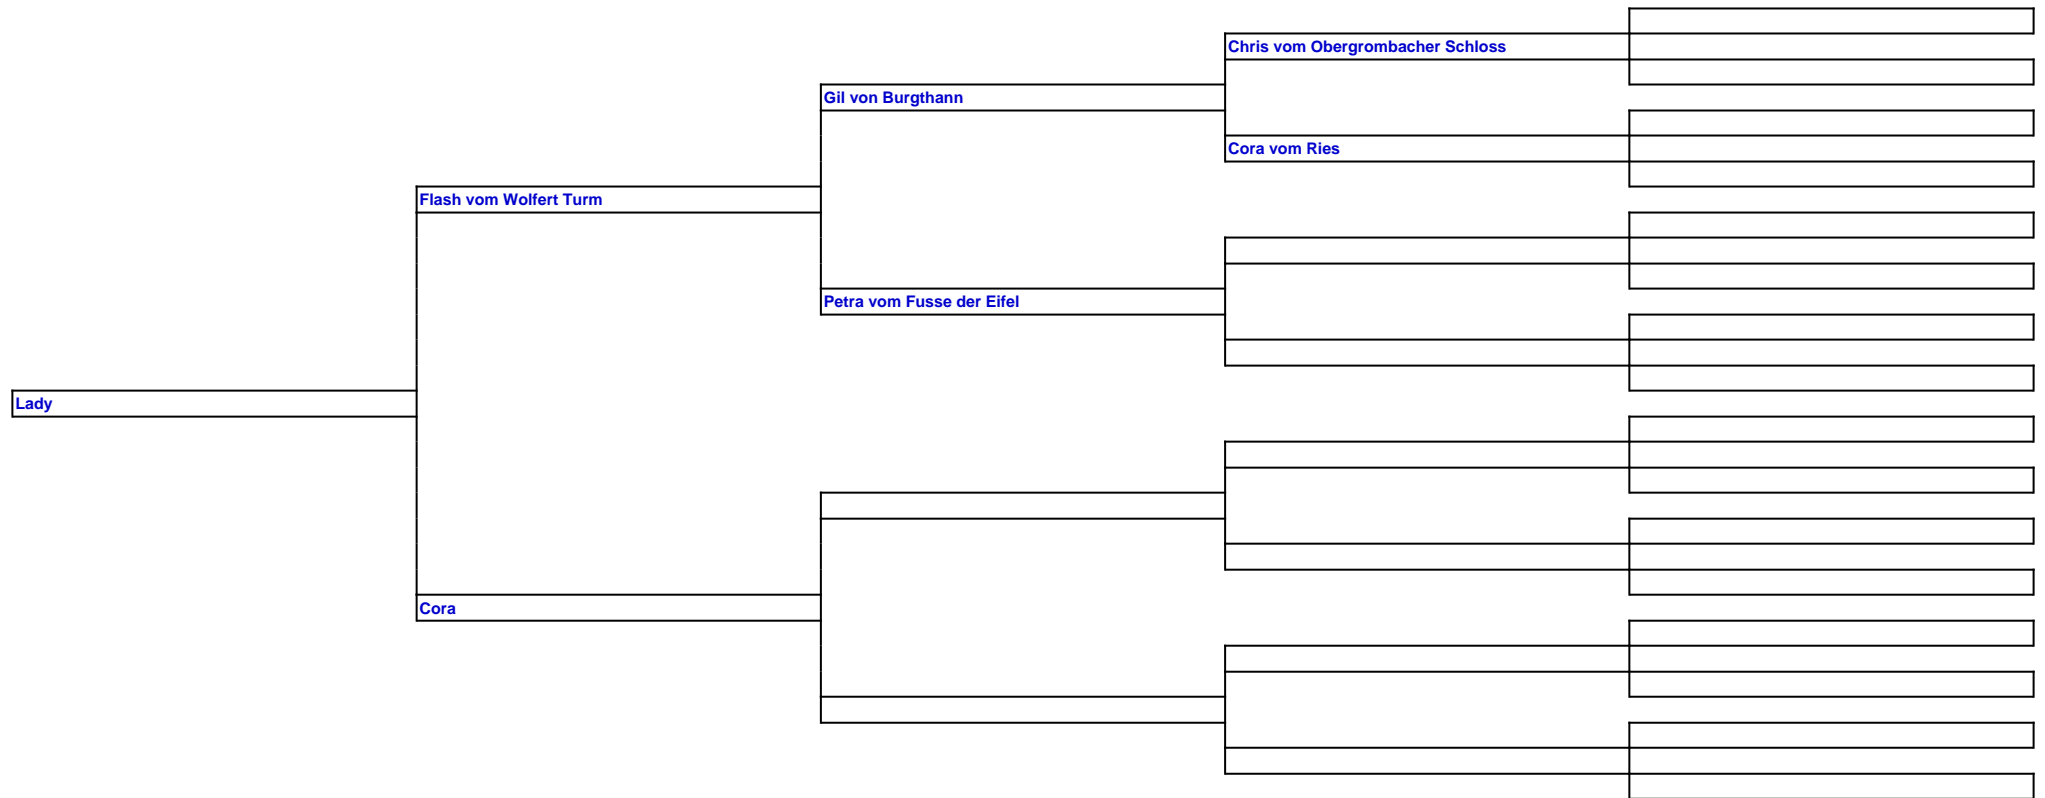 Chris vom Obergrombacher Schloss
Gil von Burgthann
Cora vom Ries
Flash vom Wolfert Turm
Petra vom Fusse der Eifel
Lady
Cora